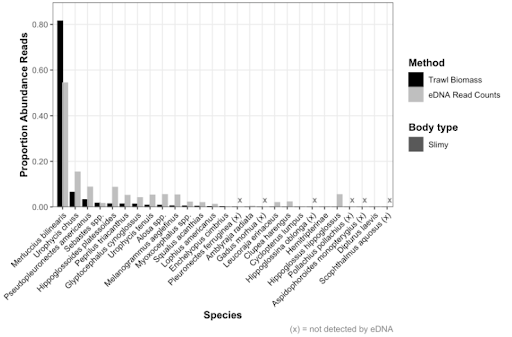 Proportion Abundance Reads
0.80
0.60
0.40
0.20
0.00
x
x
x
x
x
x
Merluccius bilinearis
Urophycis chuss
Pseudopleuronectes americanus
Sebastes spp.
Hippoglossoides platessoides
Peprilus triacanthus
Glyptocephalus cynoglossus
Urophycis tenuis
Alosa spp.
Melanogrammus aeglefinus
Myoxocephalus spp.
Squalus acanthias
Lophius americanus
Enchelyopus cimbrius
Pleuronectes ferruginea (x)
Amblyraja radiata
Gadus morhua (x)
Leucoraja erinaceus
Clupea harengus
Cyclopterus lumpus
Hippoglossina oblonga (x)
Hemitripterinae
Hippoglossus hippoglossus
Pollachius pollachius (x)
Aspidophoroides monopterygius (x)
laevis
Scophthalmus aquosus (x)
Species
Method
Trawl Biomass
eDNA Read Counts
Body type
Slimy
(x) = not detected by eDNA